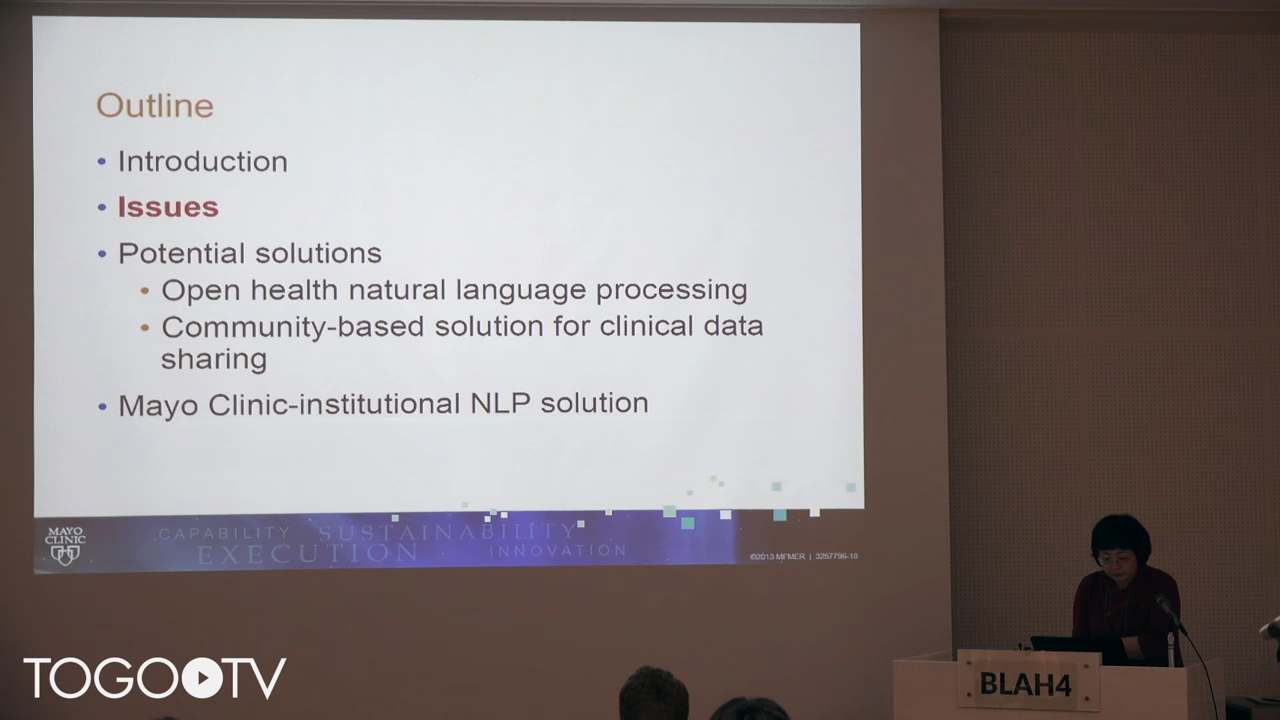 Outline
• Introduction
• Issues
• Potential solutions
• Open health natural language processing
• Community-based solution for clinical data
sharing
• Mayo Clinic-institutional NLP solution
MAYO
CLINIC
CAPABILITY SUSTAINABILITY
EXECUTION INNOVATION
©2013 MFMER | 3257796-18
TOGO TV
BLAH4